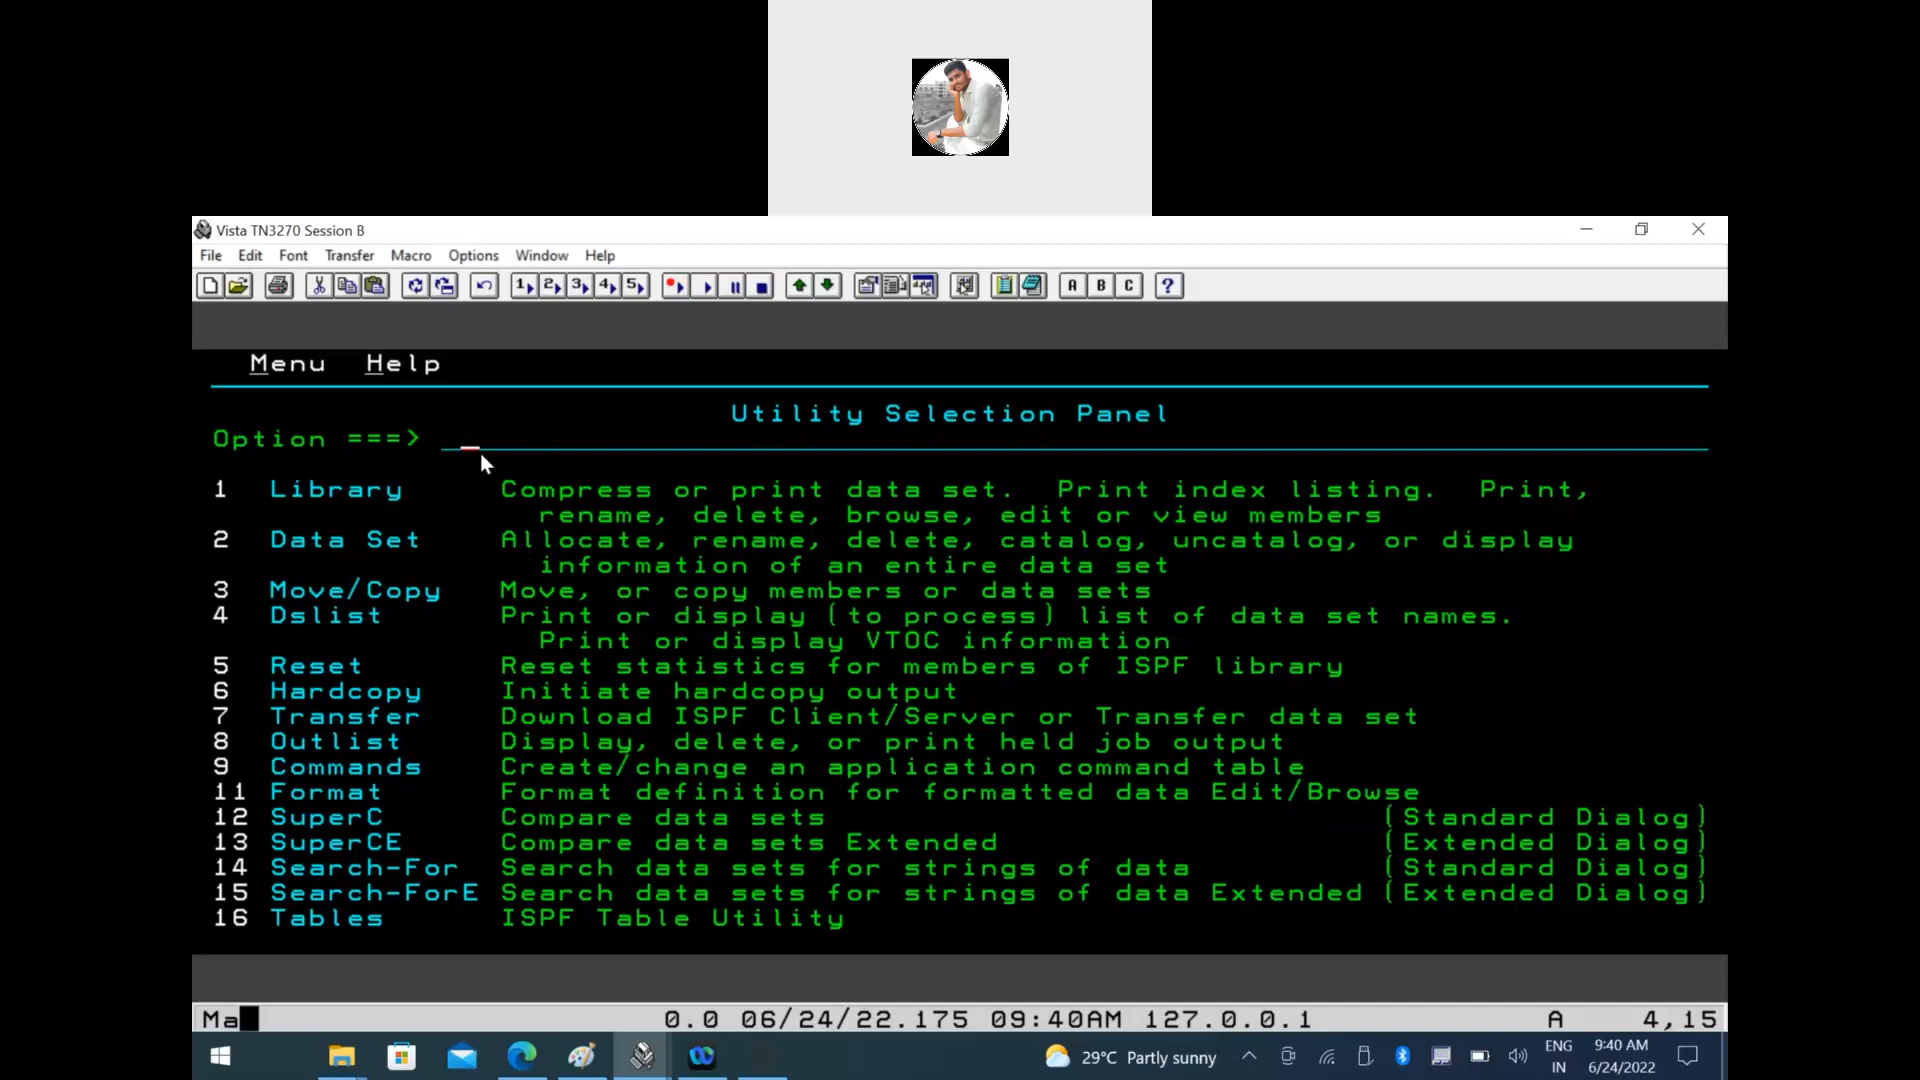 Vista TN3270 Session B
File Edit Font Transfer Macro Options Window Help
1 2 3 4 5 A B C ?
Menu Help
Utility Selection Panel
Option ===>
1 Library Compress or print data set. Print index listing. Print,
rename, delete, browse, edit or view members
2 Data Set Allocate, rename, delete, catalog, uncatalog, or display
information of an entire data set
3 Move/Copy Move, or copy members or data sets
4 Dslist Print or display (to process) list of data set names.
Print or display VTOC information
5 Reset Reset statistics for members of ISPF library
6 Hardcopy Initiate hardcopy output
7 Transfer Download ISPF Client/Server or Transfer data set
8 Outlist Display, delete, or print held job output
9 Commands Create/change an application command table
11 Format Format definition for formatted data Edit/Browse
12 SuperC Compare data sets (Standard Dialog)
13 SuperCE Compare data sets Extended (Extended Dialog)
14 Search-For Search data sets for strings of data (Standard Dialog)
15 Search-ForE Search data sets for strings of data Extended (Extended Dialog)
16 Tables ISPF Table Utility
Ma 0.0 06/24/22.175 09:40AM 127.0.0.1 A 4,15
29°C Partly sunny ENG IN 9:40 AM 6/24/2022